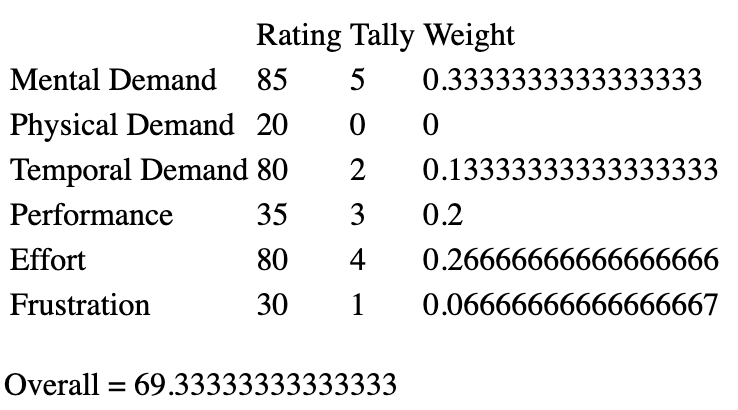 Rating Tally Weight
Mental Demand 85 5 0.3333333333333333
Physical Demand 20 0 0
Temporal Demand 80 2 0.13333333333333333
Performance 35 3 0.2
Effort 80 4 0.26666666666666666
Frustration 30 1 0.06666666666666667
Overall = 69.33333333333333